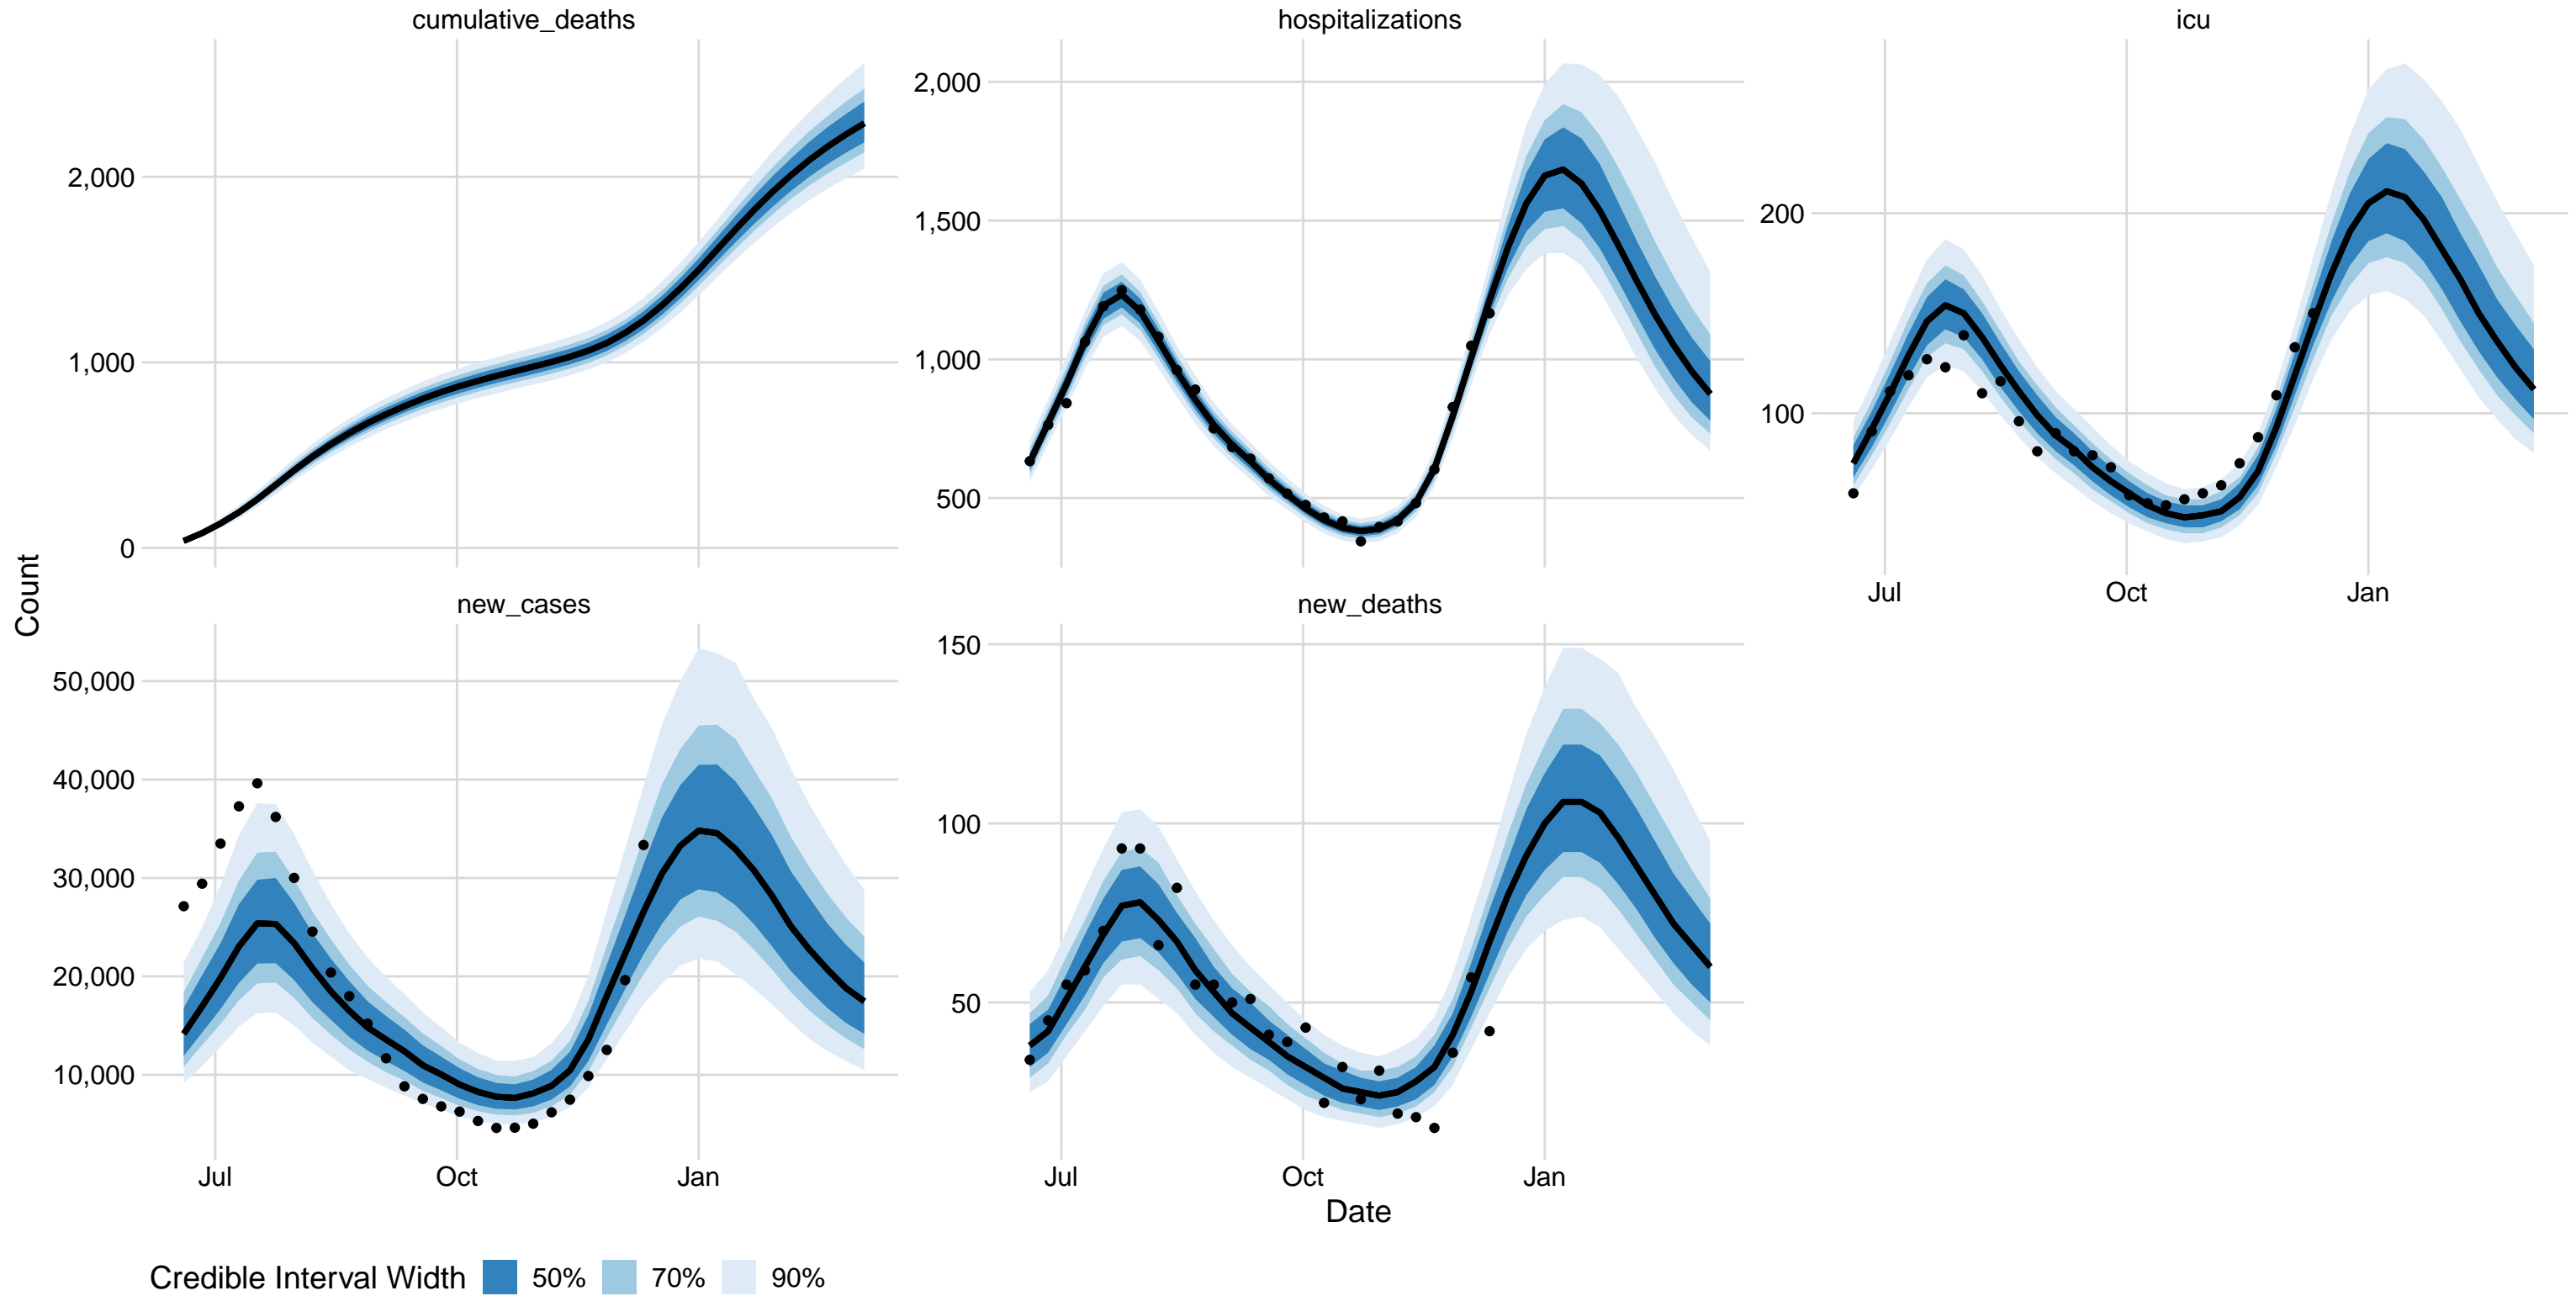 cumulative_deaths
hospitalizations
icu
2,000
1,000
0
2,000
1,500
1,000
500
200
100
Jul
Oct
Jan
Count
new_cases
new_deaths
50,000
40,000
30,000
20,000
10,000
150
100
50
Jul
Oct
Jan
Jul
Oct
Jan
Date
Credible Interval Width 50% 70% 90%